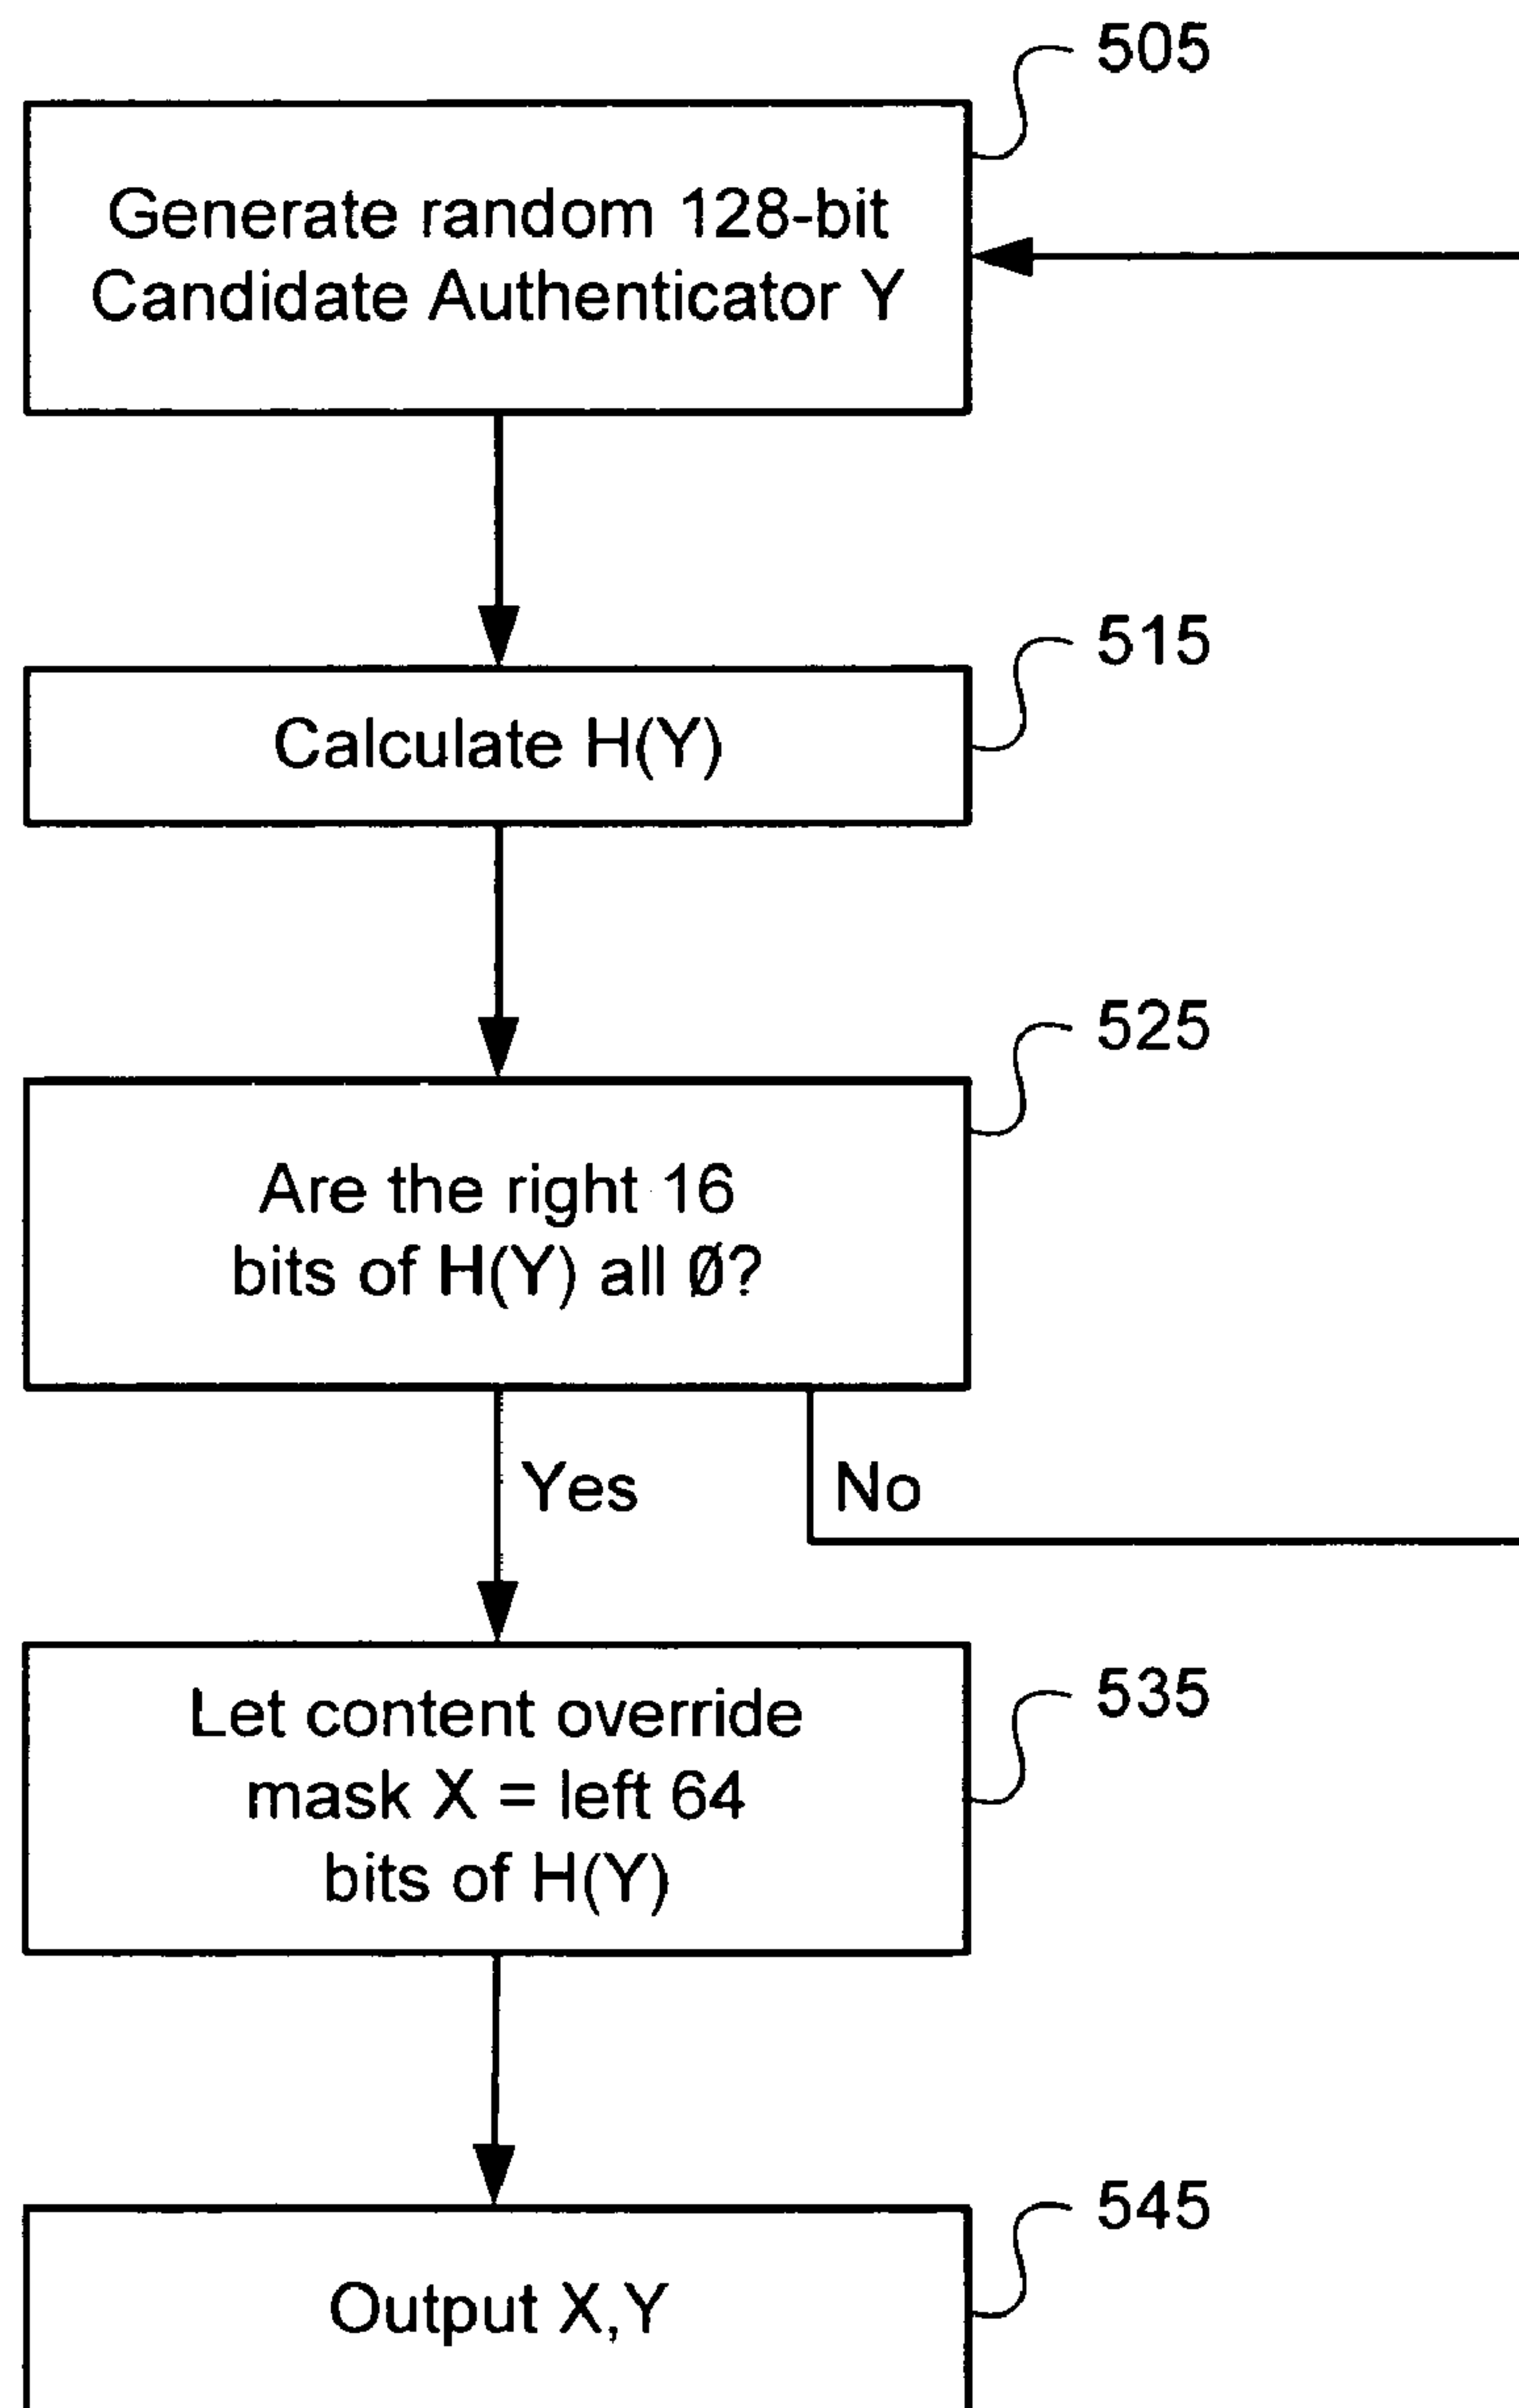 505
Generate random 128-bit
Candidate Authenticator Y
515
Calculate H(Y)
525
Are the right 16
bits of H(Y) all Ø?
Yes
No
535
Let content override
mask X = left 64
bits of H(Y)
545
Output X,Y